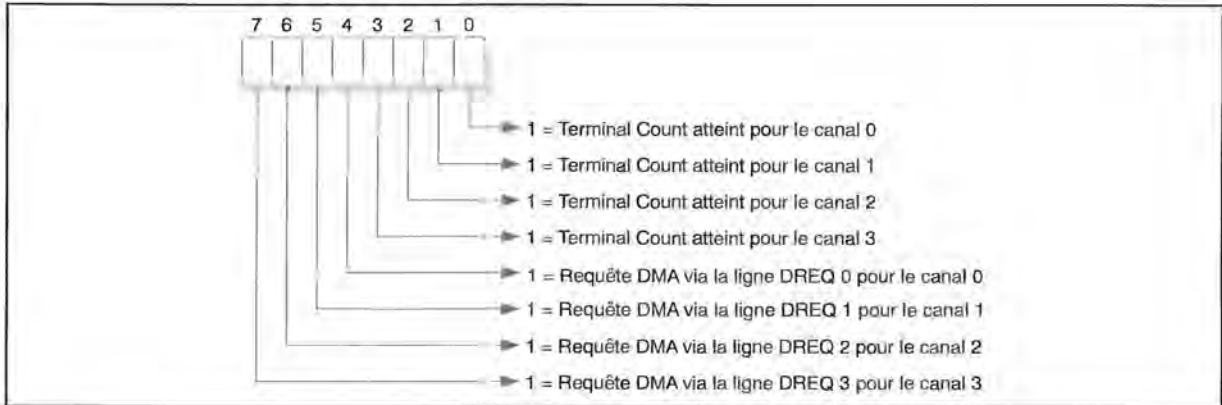 7 6 5 4 3 2 1 0
1 = Terminal Count atteint pour le canal 0
1 = Terminal Count atteint pour le canal 1
1 = Terminal Count atteint pour le canal 2
1 = Terminal Count atteint pour le canal 3
1 = Requête DMA via la ligne DREQ 0 pour le canal 0
1 = Requête DMA via la ligne DREQ 1 pour le canal 1
1 = Requête DMA via la ligne DREQ 2 pour le canal 2
1 = Requête DMA via la ligne DREQ 3 pour le canal 3